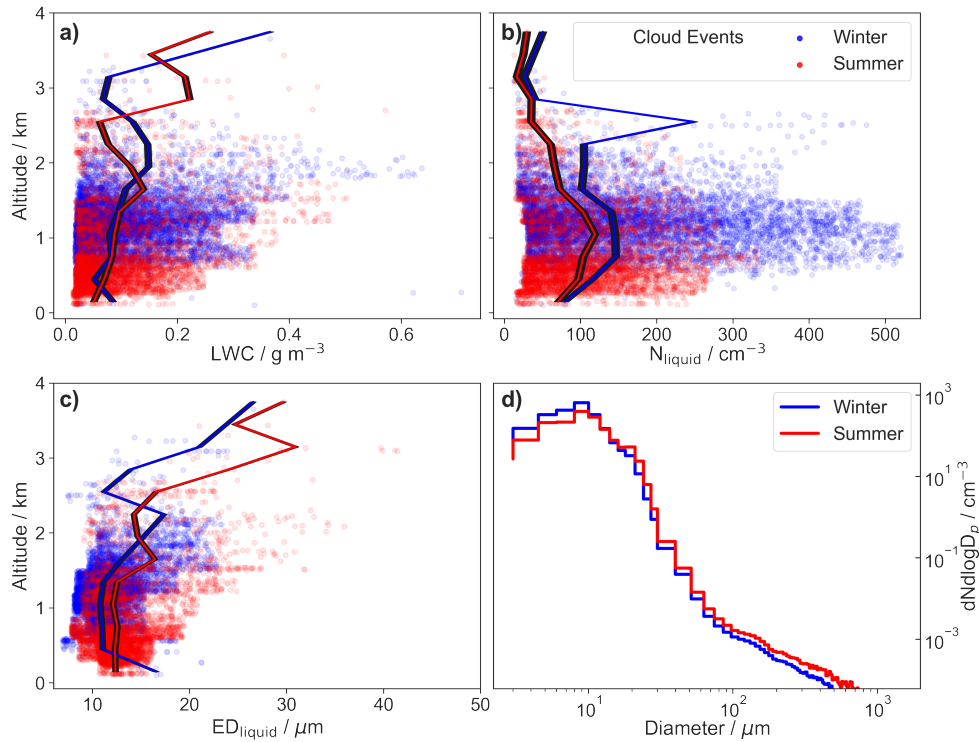 a)
4
3
2
1
0
Altitude / km
0.0 0.2 0.4 0.6
LWC / g m⁻³
b)
Cloud Events
Winter
Summer
0 100 200 300 400 500
N_liquid / cm⁻³
c)
4
3
2
1
0
Altitude / km
10 20 30 40 50
ED_liquid / μm
d)
Winter
Summer
10³
10¹
10⁻¹
10⁻³
dNdlogD_p / cm⁻³
10¹ 10² 10³
Diameter / μm